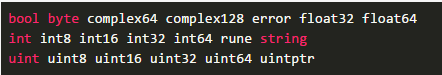 bool byte complex64 complex128 error float32 float64
int int8 int16 int32 int64 rune string
uint uint8 uint16 uint32 uint64 uintptr